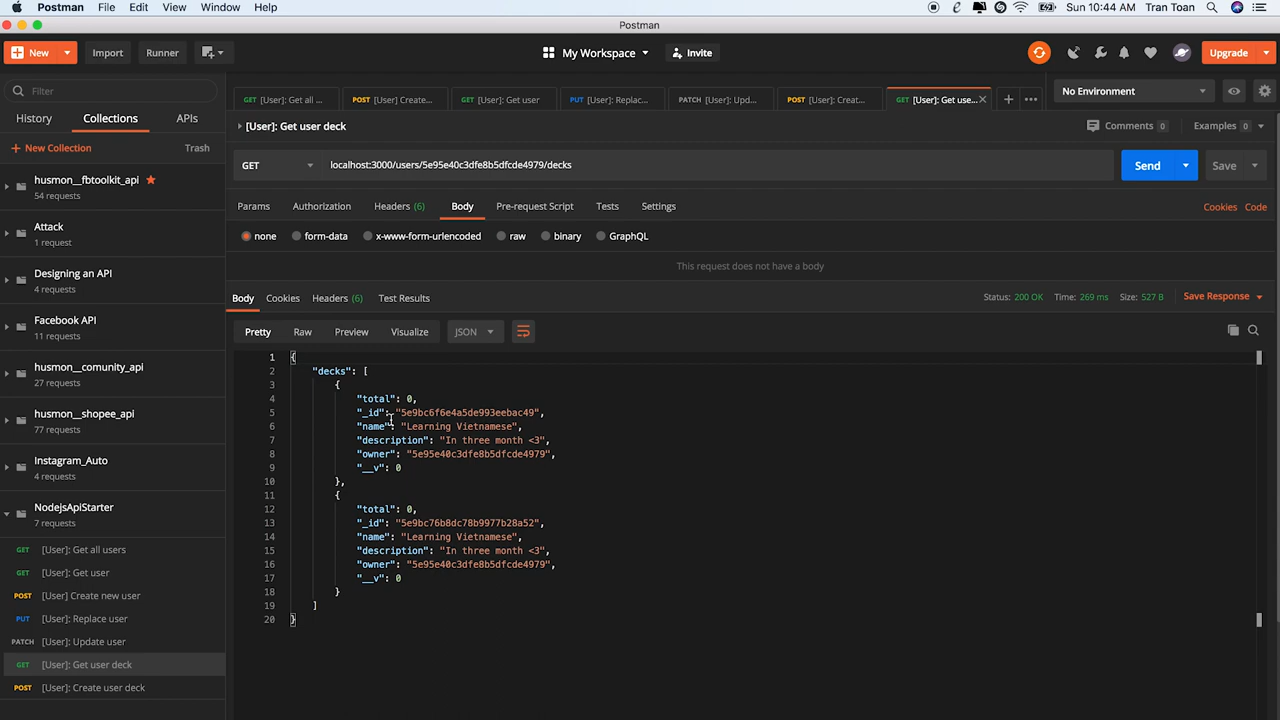 Postman File Edit View Window Help
Sun 10:44 AM Tran Toan
Postman
New Import Runner My Workspace Invite Upgrade
Filter
History Collections APIs
New Collection Trash
husmon__fbtoolkit_api
54 requests
Attack
1 request
Designing an API
4 requests
Facebook API
11 requests
husmon__comunity_api
27 requests
husmon__shopee_api
77 requests
Instagram_Auto
4 requests
NodejsApiStarter
7 requests
GET [User]: Get all users
GET [User]: Get user
POST [User] Create new user
PUT [User]: Replace user
PATCH [User]: Update user
GET [User]: Get user deck
POST [User]: Create user deck
GET [User]: Get all ... POST [User] Create... GET [User]: Get user PUT [User]: Replac... PATCH [User]: Upd... POST [User]: Creat... GET [User]: Get use...
No Environment
[User]: Get user deck
Comments 0 Examples 0
GET localhost:3000/users/5e95e40c3dfe8b5dfcde4979/decks Send Save
Params Authorization Headers (6) Body Pre-request Script Tests Settings Cookies Code
none form-data x-www-form-urlencoded raw binary GraphQL
This request does not have a body
Body Cookies Headers (6) Test Results Status: 200 OK Time: 269 ms Size: 527 B Save Response
Pretty Raw Preview Visualize JSON
1 {
2 "decks": [
3 {
4 "total": 0,
5 "_id": "5e9bc6f6e4a5de993eebac49",
6 "name": "Learning Vietnamese",
7 "description": "In three month <3",
8 "owner": "5e95e40c3dfe8b5dfcde4979",
9 "__v": 0
10 },
11 {
12 "total": 0,
13 "_id": "5e9bc76b8dc78b9977b28a52",
14 "name": "Learning Vietnamese",
15 "description": "In three month <3",
16 "owner": "5e95e40c3dfe8b5dfcde4979",
17 "__v": 0
18 }
19 ]
20 }